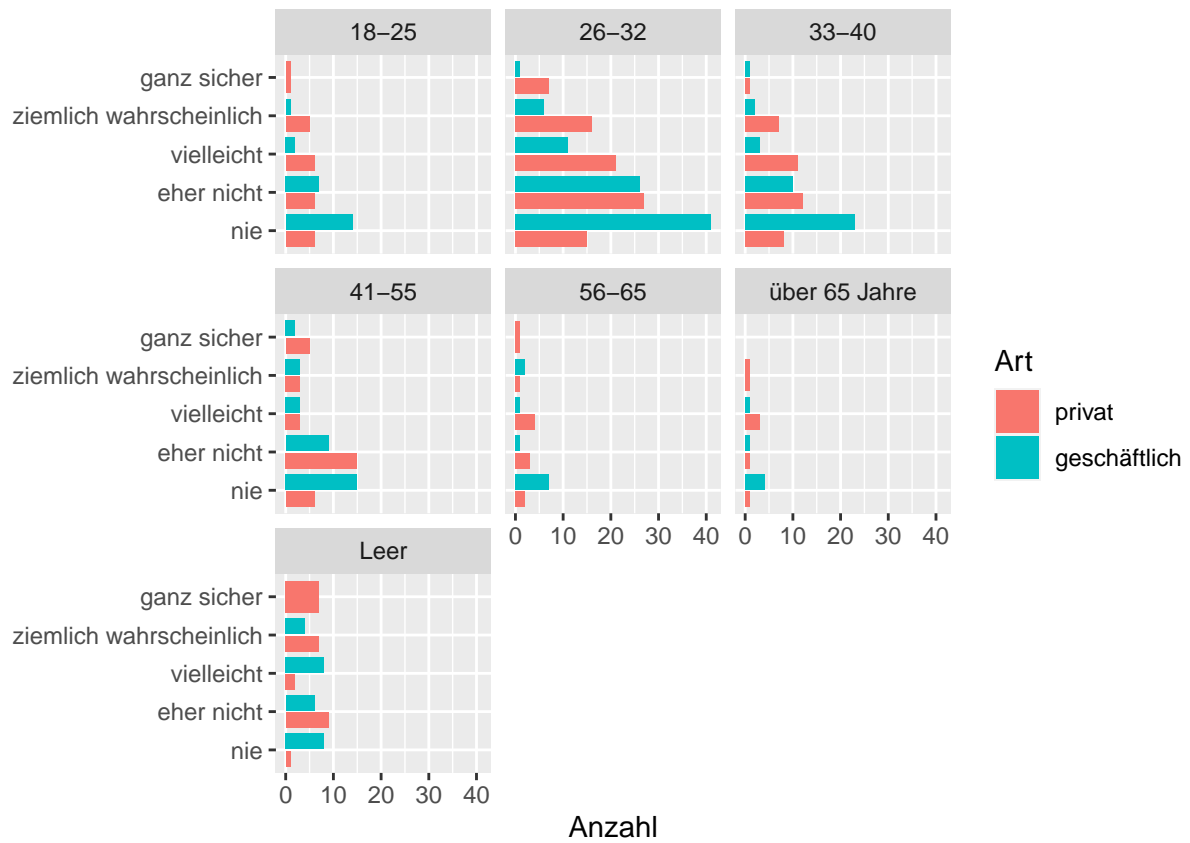 18−25
26−32
33−40
ganz sicher
ziemlich wahrscheinlich
vielleicht
eher nicht
nie
41−55
56−65
über 65 Jahre
ganz sicher
ziemlich wahrscheinlich
vielleicht
eher nicht
nie
0 10 20 30 40
0 10 20 30 40
Leer
ganz sicher
ziemlich wahrscheinlich
vielleicht
eher nicht
nie
0 10 20 30 40
Anzahl
Art
privat
geschäftlich